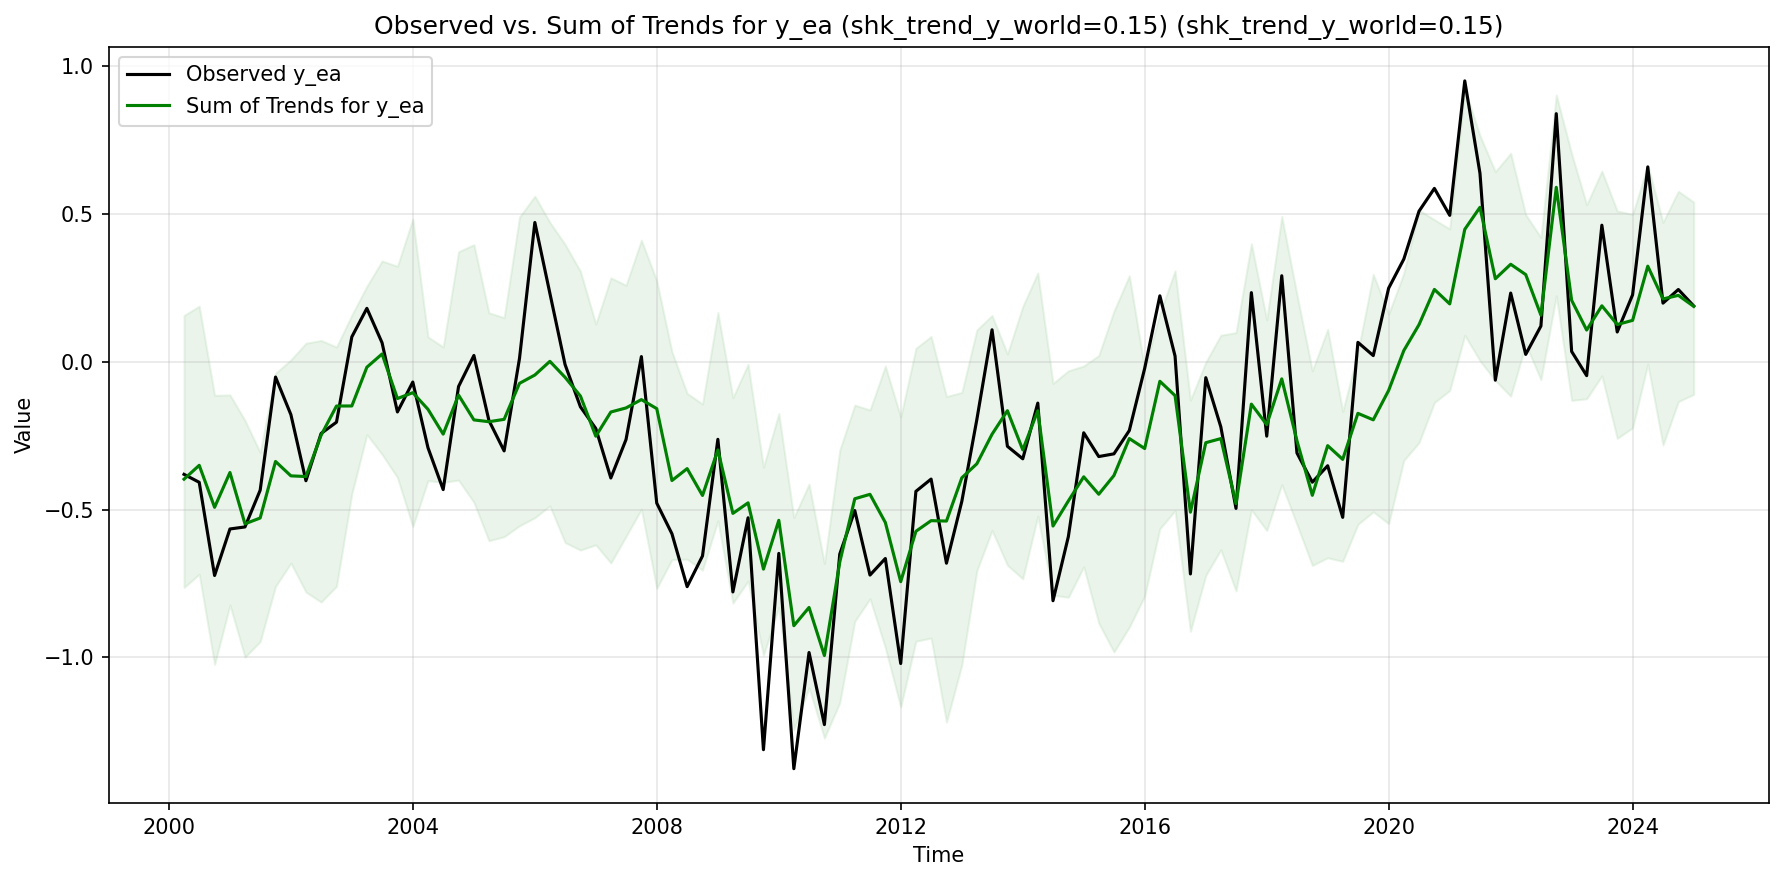 Observed vs. Sum of Trends for y_ea (shk_trend_y_world=0.15) (shk_trend_y_world=0.15)
Observed y_ea
Sum of Trends for y_ea
1.0
0.5
0.0
−0.5
−1.0
Value
2000
2004
2008
2012
2016
2020
2024
Time